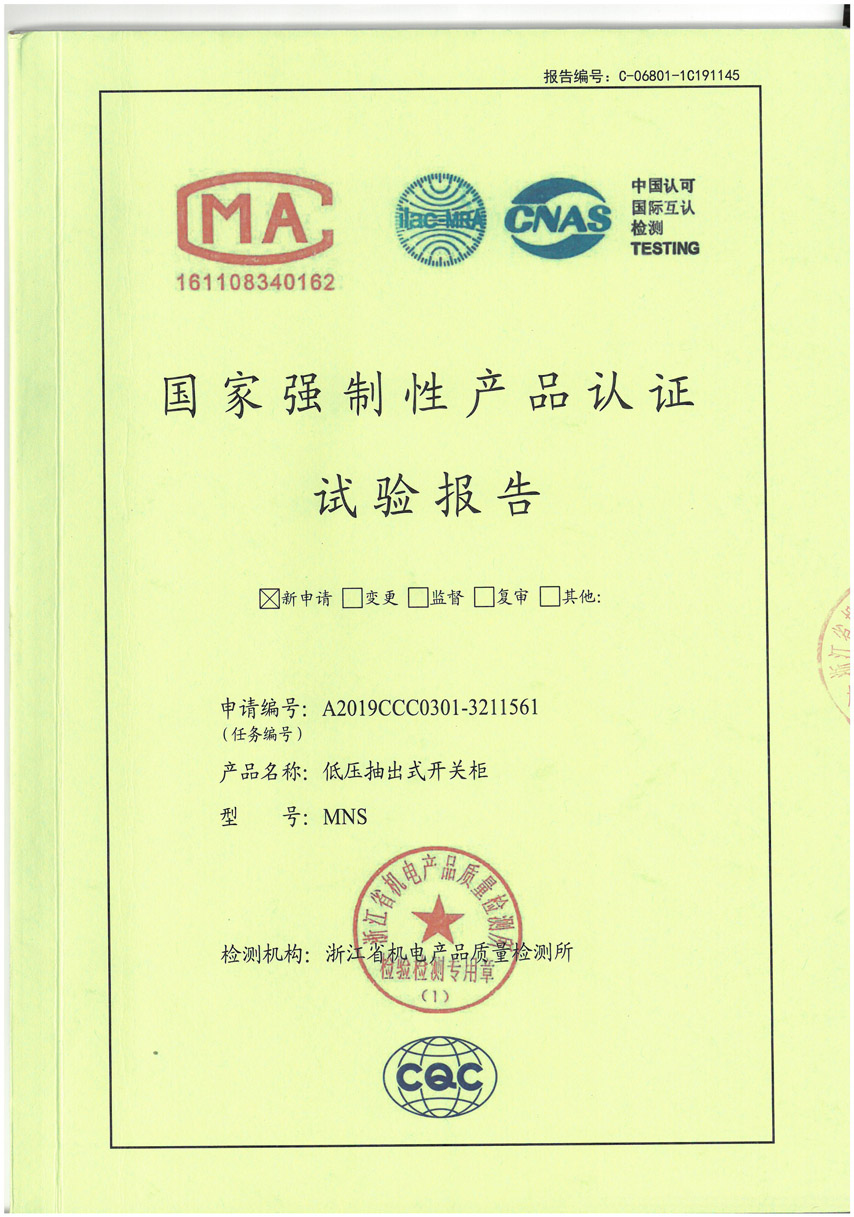 报告编号：C-06801-1C191145
MA
161108340162
ilac-MRA
CNAS
中国认可
国际互认
检测
TESTING
国家强制性产品认证
试验报告
☒新申请 □变更 □监督 □复审 □其他:
申请编号: A2019CCC0301-3211561
（任务编号）
产品名称: 低压抽出式开关柜
型 号: MNS
浙江省机电产品质量检测所
检测机构: 浙江省机电产品质量检测所
检验检测专用章
(1)
CQC
浙江省